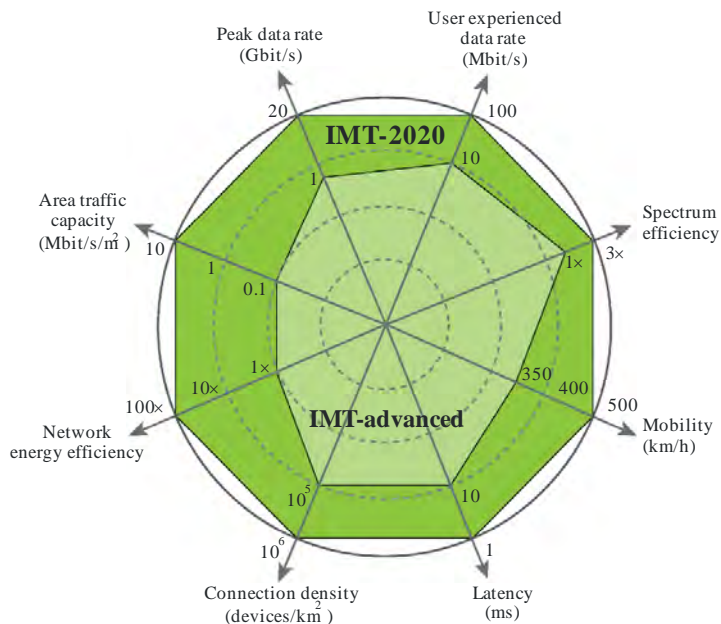 Peak data rate
(Gbit/s)
User experienced
data rate
(Mbit/s)
20
100
IMT-2020
1
10
Area traffic
capacity
(Mbit/s/m²)
10
1
0.1
Spectrum
efficiency
1×
3×
1×
10×
100×
350
400
500
Network
energy efficiency
IMT-advanced
Mobility
(km/h)
10⁵
10
10⁶
1
Connection density
(devices/km²)
Latency
(ms)